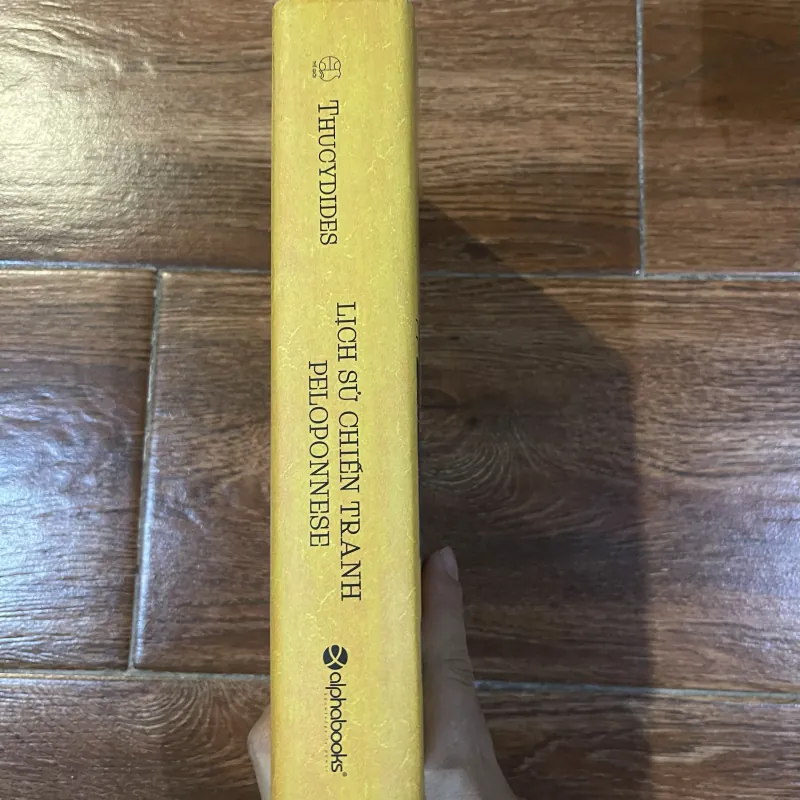 THUCYDIDES
LỊCH SỬ CHIẾN TRANH
PELOPONNESE
alphabooks®